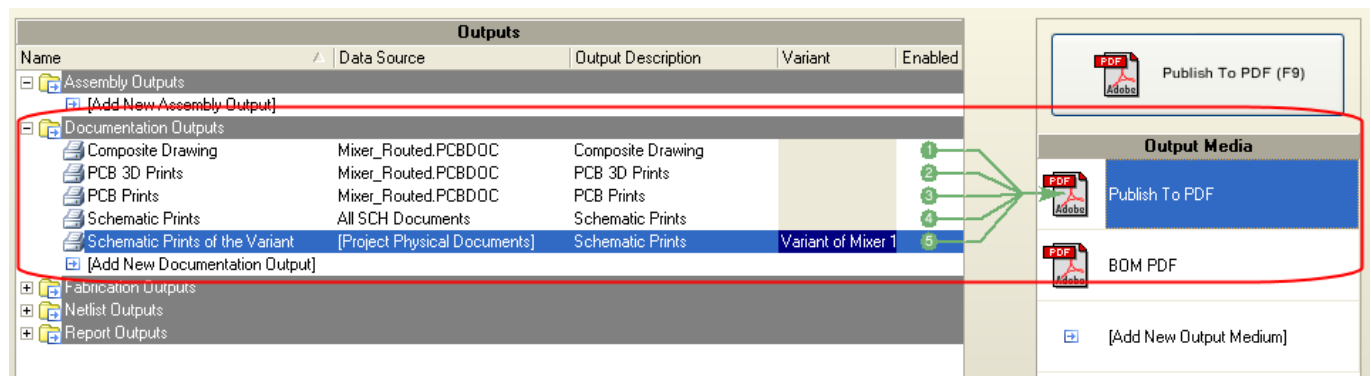 Outputs
Name Data Source Output Description Variant Enabled
Assembly Outputs
[Add New Assembly Output]
Documentation Outputs
Composite Drawing Mixer_Routed.PCBDOC Composite Drawing 1
PCB 3D Prints Mixer_Routed.PCBDOC PCB 3D Prints 2
PCB Prints Mixer_Routed.PCBDOC PCB Prints 3
Schematic Prints All SCH Documents Schematic Prints 4
Schematic Prints of the Variant [Project Physical Documents] Schematic Prints Variant of Mixer 1 5
[Add New Documentation Output]
Fabrication Outputs
Netlist Outputs
Report Outputs
PDF Adobe Publish To PDF (F9)
Output Media
PDF Adobe Publish To PDF
PDF Adobe BOM PDF
[Add New Output Medium]